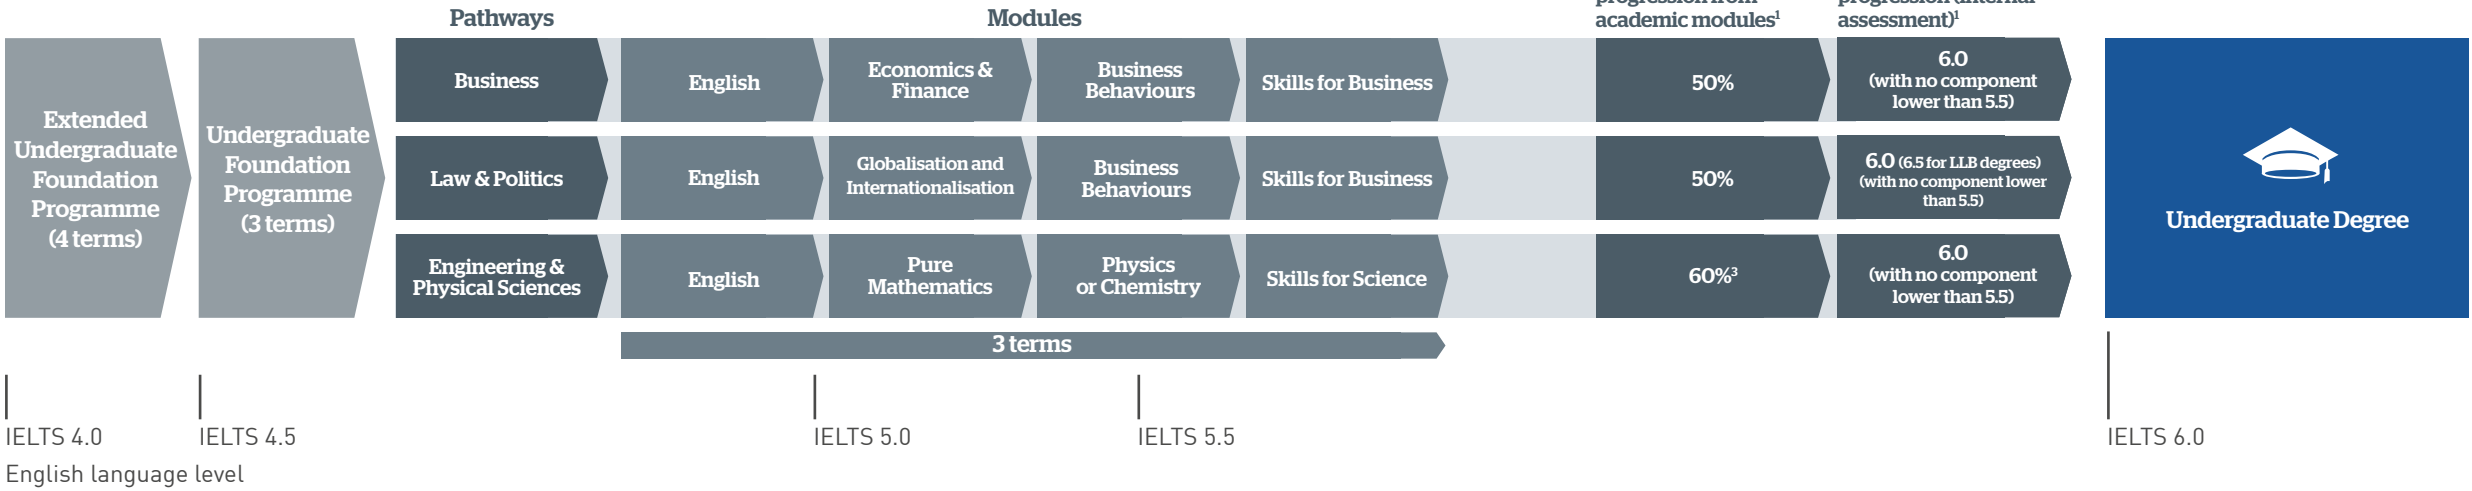 Pathways
Modules
progression from
academic modules¹
progression (internal
assessment)¹
Extended
Undergraduate
Foundation
Programme
(4 terms)
Undergraduate
Foundation
Programme
(3 terms)
Business
English
Economics &
Finance
Business
Behaviours
Skills for Business
50%
6.0
(with no component
lower than 5.5)
Law & Politics
English
Globalisation and
Internationalisation
Business
Behaviours
Skills for Business
50%
6.0 (6.5 for LLB degrees)
(with no component lower
than 5.5)
Engineering &
Physical Sciences
English
Pure
Mathematics
Physics
or Chemistry
Skills for Science
60%³
6.0
(with no component
lower than 5.5)
Undergraduate Degree
3 terms
IELTS 4.0
IELTS 4.5
IELTS 5.0
IELTS 5.5
IELTS 6.0
English language level